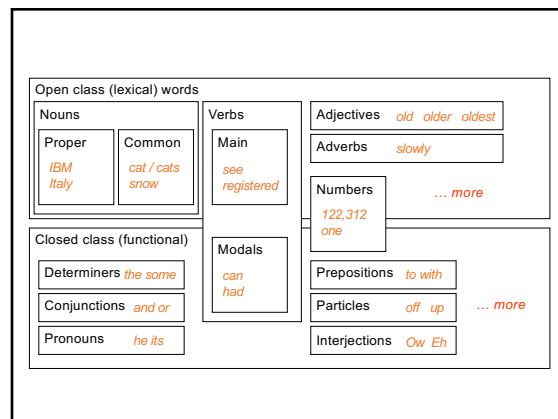 Open class (lexical) words
Nouns
Proper
IBM
Italy
Common
cat / cats
snow
Verbs
Main
see
registered
Adjectives old older oldest
Adverbs slowly
Numbers
122,312
one
… more
Closed class (functional)
Determiners the some
Conjunctions and or
Pronouns he its
Modals
can
had
Prepositions to with
Particles off up
Interjections Ow Eh
… more